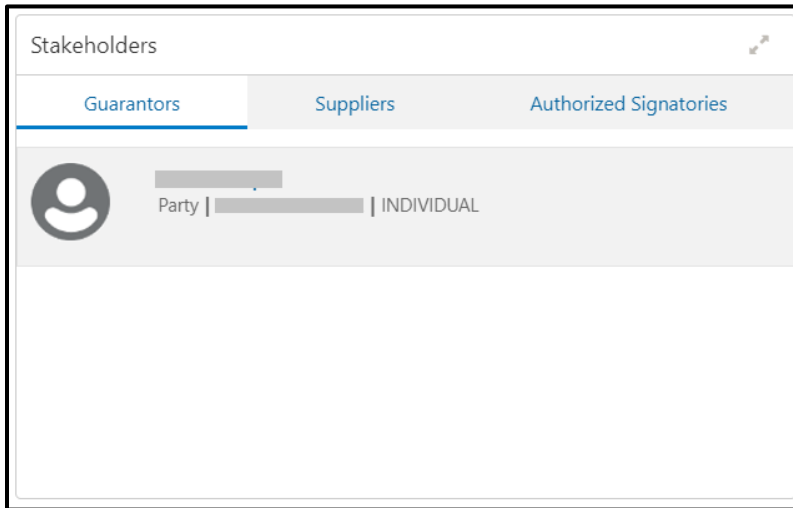 Stakeholders
Guarantors Suppliers Authorized Signatories
Party | | INDIVIDUAL